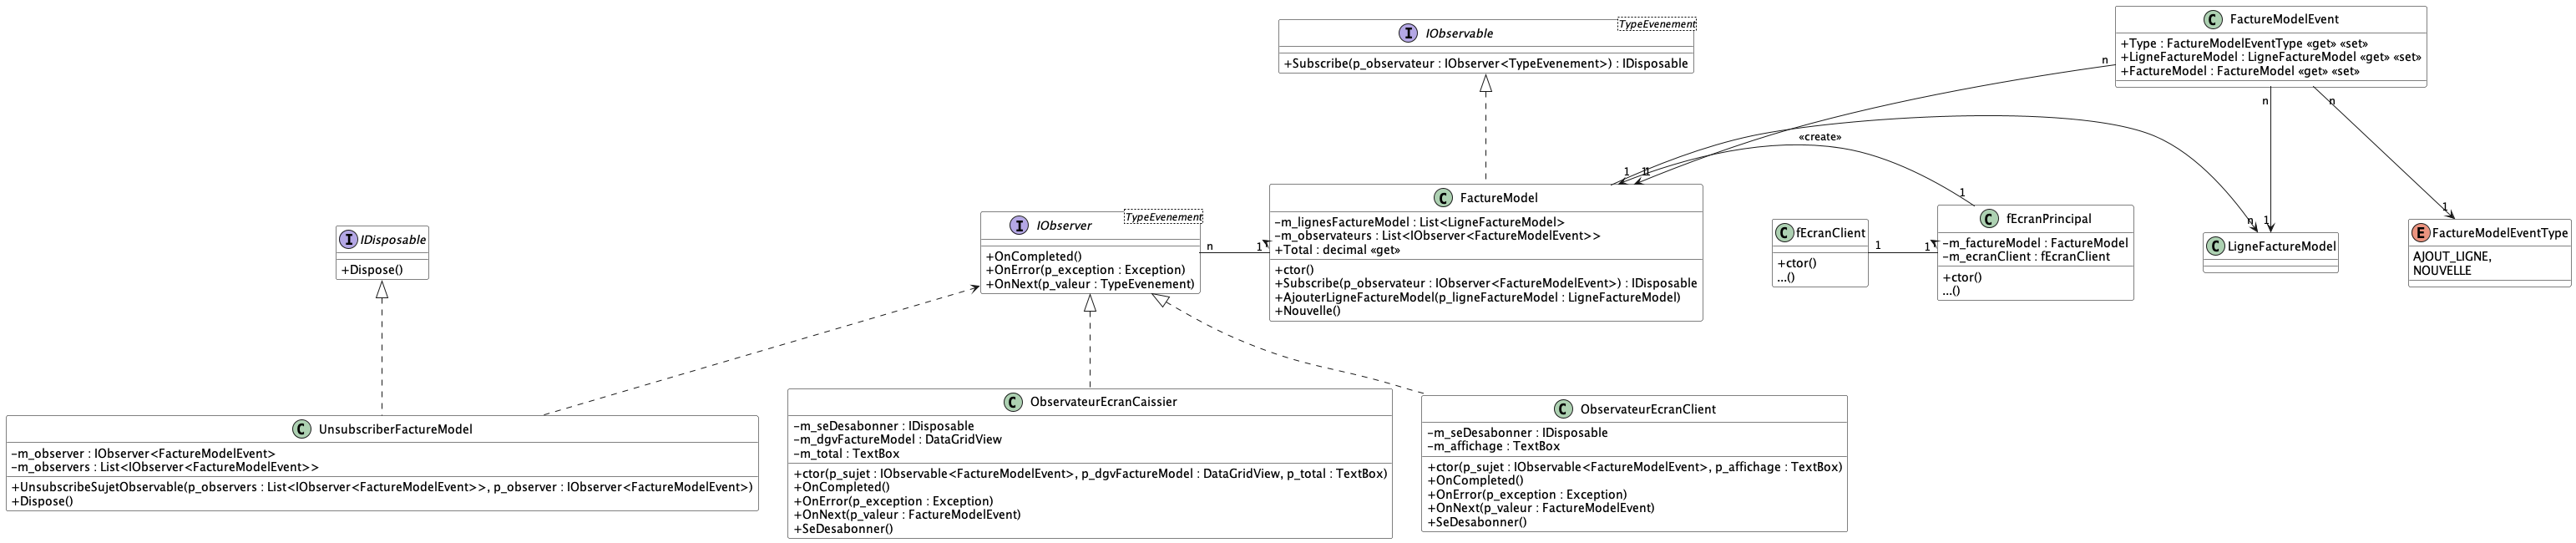 TypeEvenement
I IObservable
+Subscribe(p_observateur : IObserver<TypeEvenement>) : IDisposable
C FactureModelEvent
+Type : FactureModelEventType «get» «set»
+LigneFactureModel : LigneFactureModel «get» «set»
+FactureModel : FactureModel «get» «set»
n
n
n
«create»
1
1
1
1
n
1
1
C FactureModel
-m_lignesFactureModel : List<LigneFactureModel>
-m_observateurs : List<IObserver<FactureModelEvent>>
+Total : decimal «get»
+ctor()
+Subscribe(p_observateur : IObserver<FactureModelEvent>) : IDisposable
+AjouterLigneFactureModel(p_ligneFactureModel : LigneFactureModel)
+Nouvelle()
I IDisposable
+Dispose()
TypeEvenement
I IObserver
+OnCompleted()
+OnError(p_exception : Exception)
+OnNext(p_valeur : TypeEvenement)
n
1
C fEcranClient
+ctor()
...()
1
1
C fEcranPrincipal
-m_factureModel : FactureModel
-m_ecranClient : fEcranClient
+ctor()
...()
C LigneFactureModel
E FactureModelEventType
AJOUT_LIGNE,
NOUVELLE
C UnsubscriberFactureModel
-m_observer : IObserver<FactureModelEvent>
-m_observers : List<IObserver<FactureModelEvent>>
+UnsubscribeSujetObservable(p_observers : List<IObserver<FactureModelEvent>>, p_observer : IObserver<FactureModelEvent>)
+Dispose()
C ObservateurEcranCaissier
-m_seDesabonner : IDisposable
-m_dgvFactureModel : DataGridView
-m_total : TextBox
+ctor(p_sujet : IObservable<FactureModelEvent>, p_dgvFactureModel : DataGridView, p_total : TextBox)
+OnCompleted()
+OnError(p_exception : Exception)
+OnNext(p_valeur : FactureModelEvent)
+SeDesabonner()
C ObservateurEcranClient
-m_seDesabonner : IDisposable
-m_affichage : TextBox
+ctor(p_sujet : IObservable<FactureModelEvent>, p_affichage : TextBox)
+OnCompleted()
+OnError(p_exception : Exception)
+OnNext(p_valeur : FactureModelEvent)
+SeDesabonner()